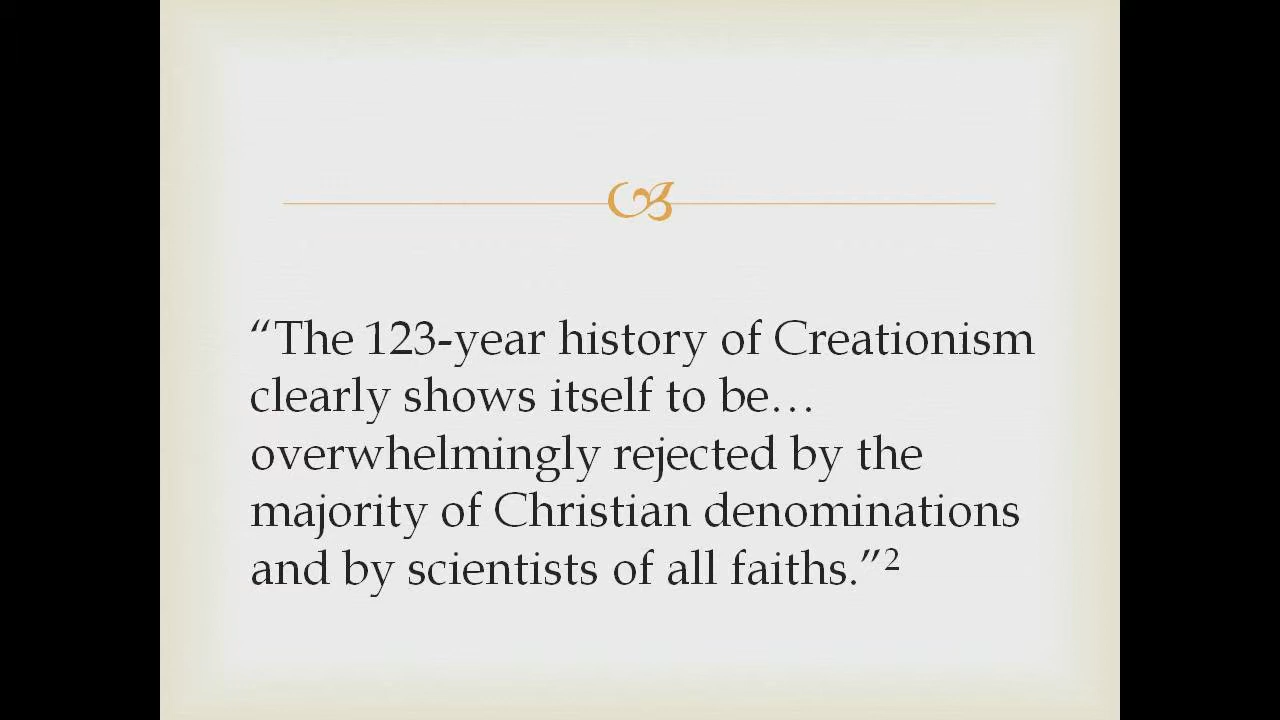 “The 123-year history of Creationism
clearly shows itself to be…
overwhelmingly rejected by the
majority of Christian denominations
and by scientists of all faiths.”²